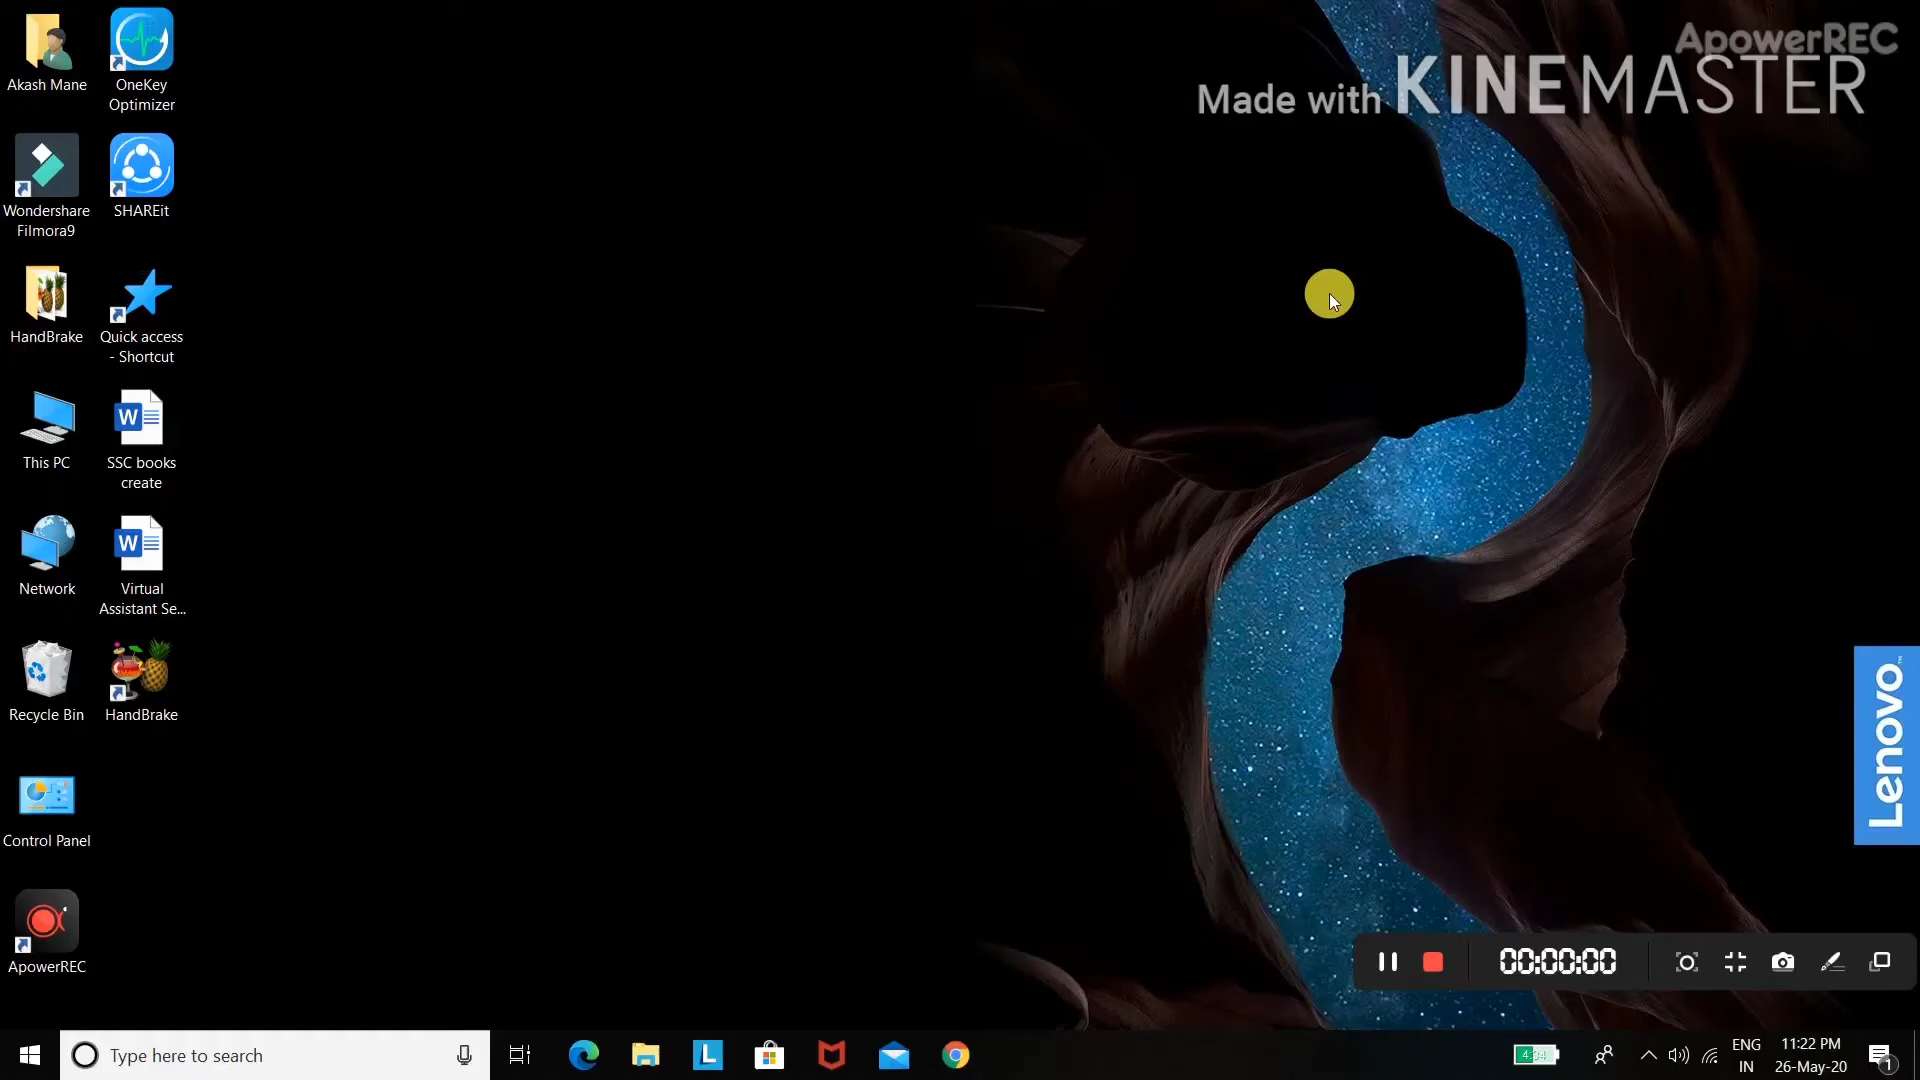 Akash Mane
OneKey
Optimizer
Wondershare
Filmora9
SHAREit
HandBrake
Quick access
- Shortcut
This PC
SSC books
create
Network
Virtual
Assistant Se...
Recycle Bin
HandBrake
Control Panel
ApowerREC
ApowerREC
Made with KINEMASTER
Lenovo
00:00:00
Type here to search
ENG
IN
11:22 PM
26-May-20
1